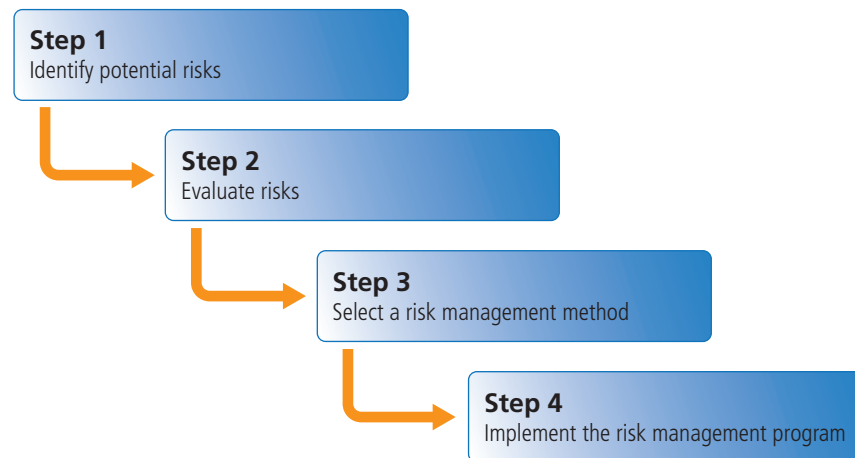 Step 1
Identify potential risks
Step 2
Evaluate risks
Step 3
Select a risk management method
Step 4
Implement the risk management program